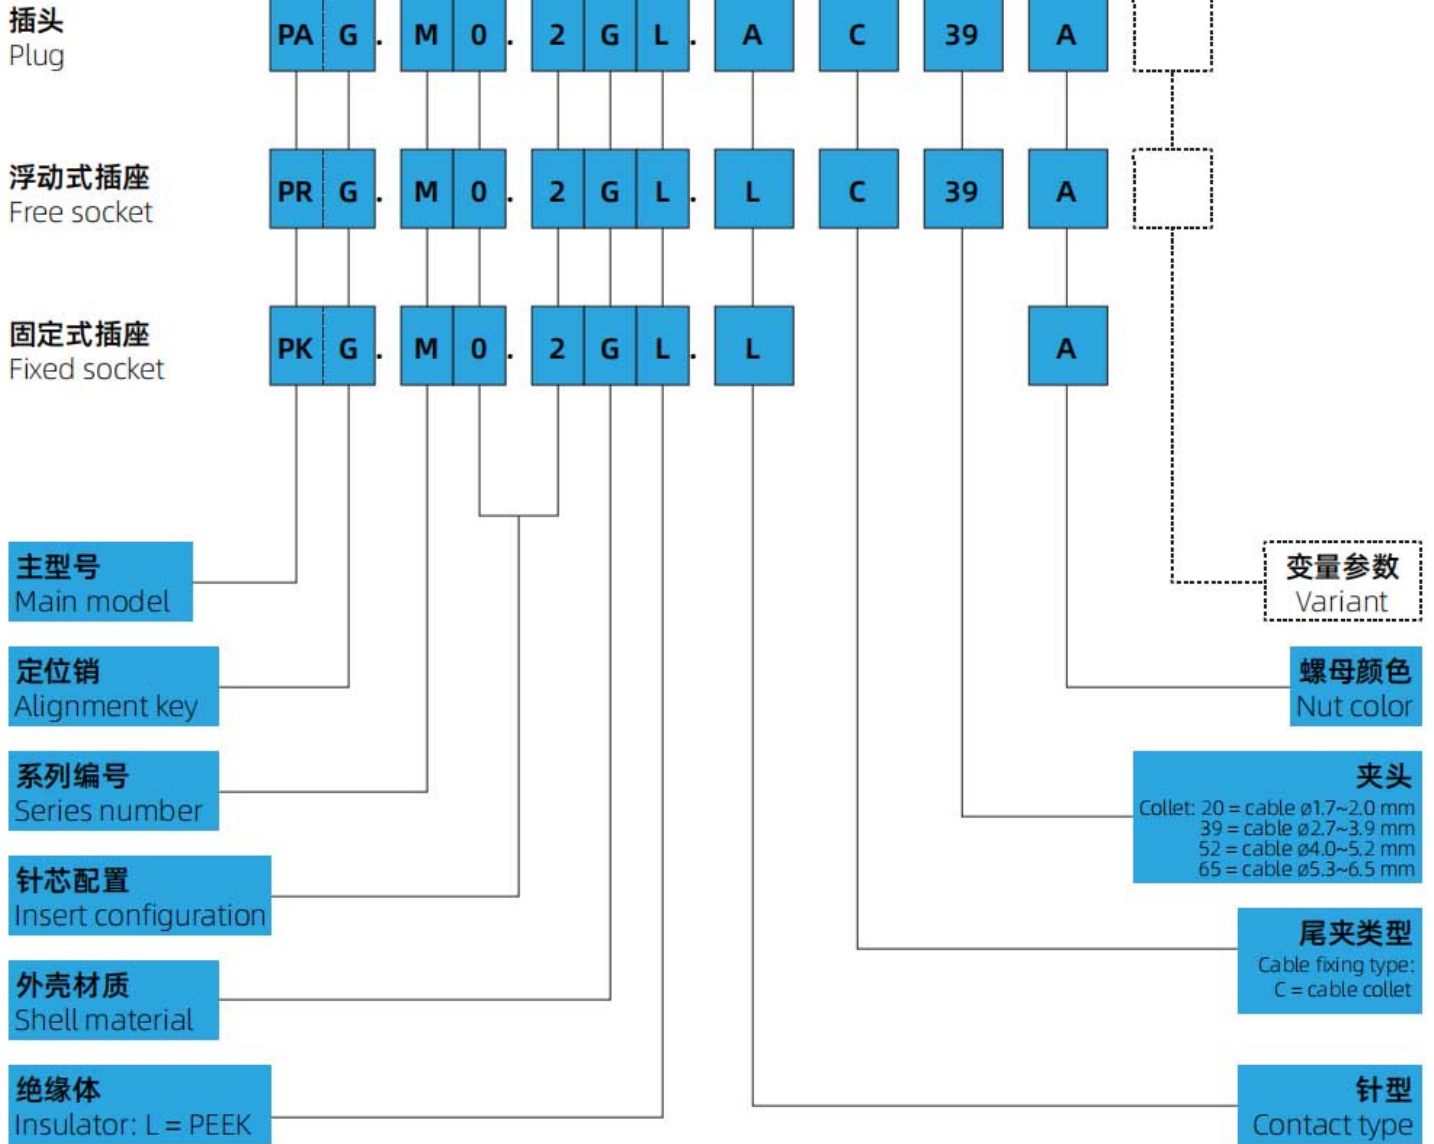 插头
Plug
PA G . M 0 . 2 G L . A C 39 A
浮动式插座
Free socket
PR G . M 0 . 2 G L . L C 39 A
固定式插座
Fixed socket
PK G . M 0 . 2 G L . L A
主型号
Main model
变量参数
Variant
定位销
Alignment key
螺母颜色
Nut color
系列编号
Series number
夹头
Collet: 20 = cable ø1.7~2.0 mm
39 = cable ø2.7~3.9 mm
52 = cable ø4.0~5.2 mm
65 = cable ø5.3~6.5 mm
针芯配置
Insert configuration
尾夹类型
Cable fixing type:
C = cable collet
外壳材质
Shell material
绝缘体
Insulator: L = PEEK
针型
Contact type